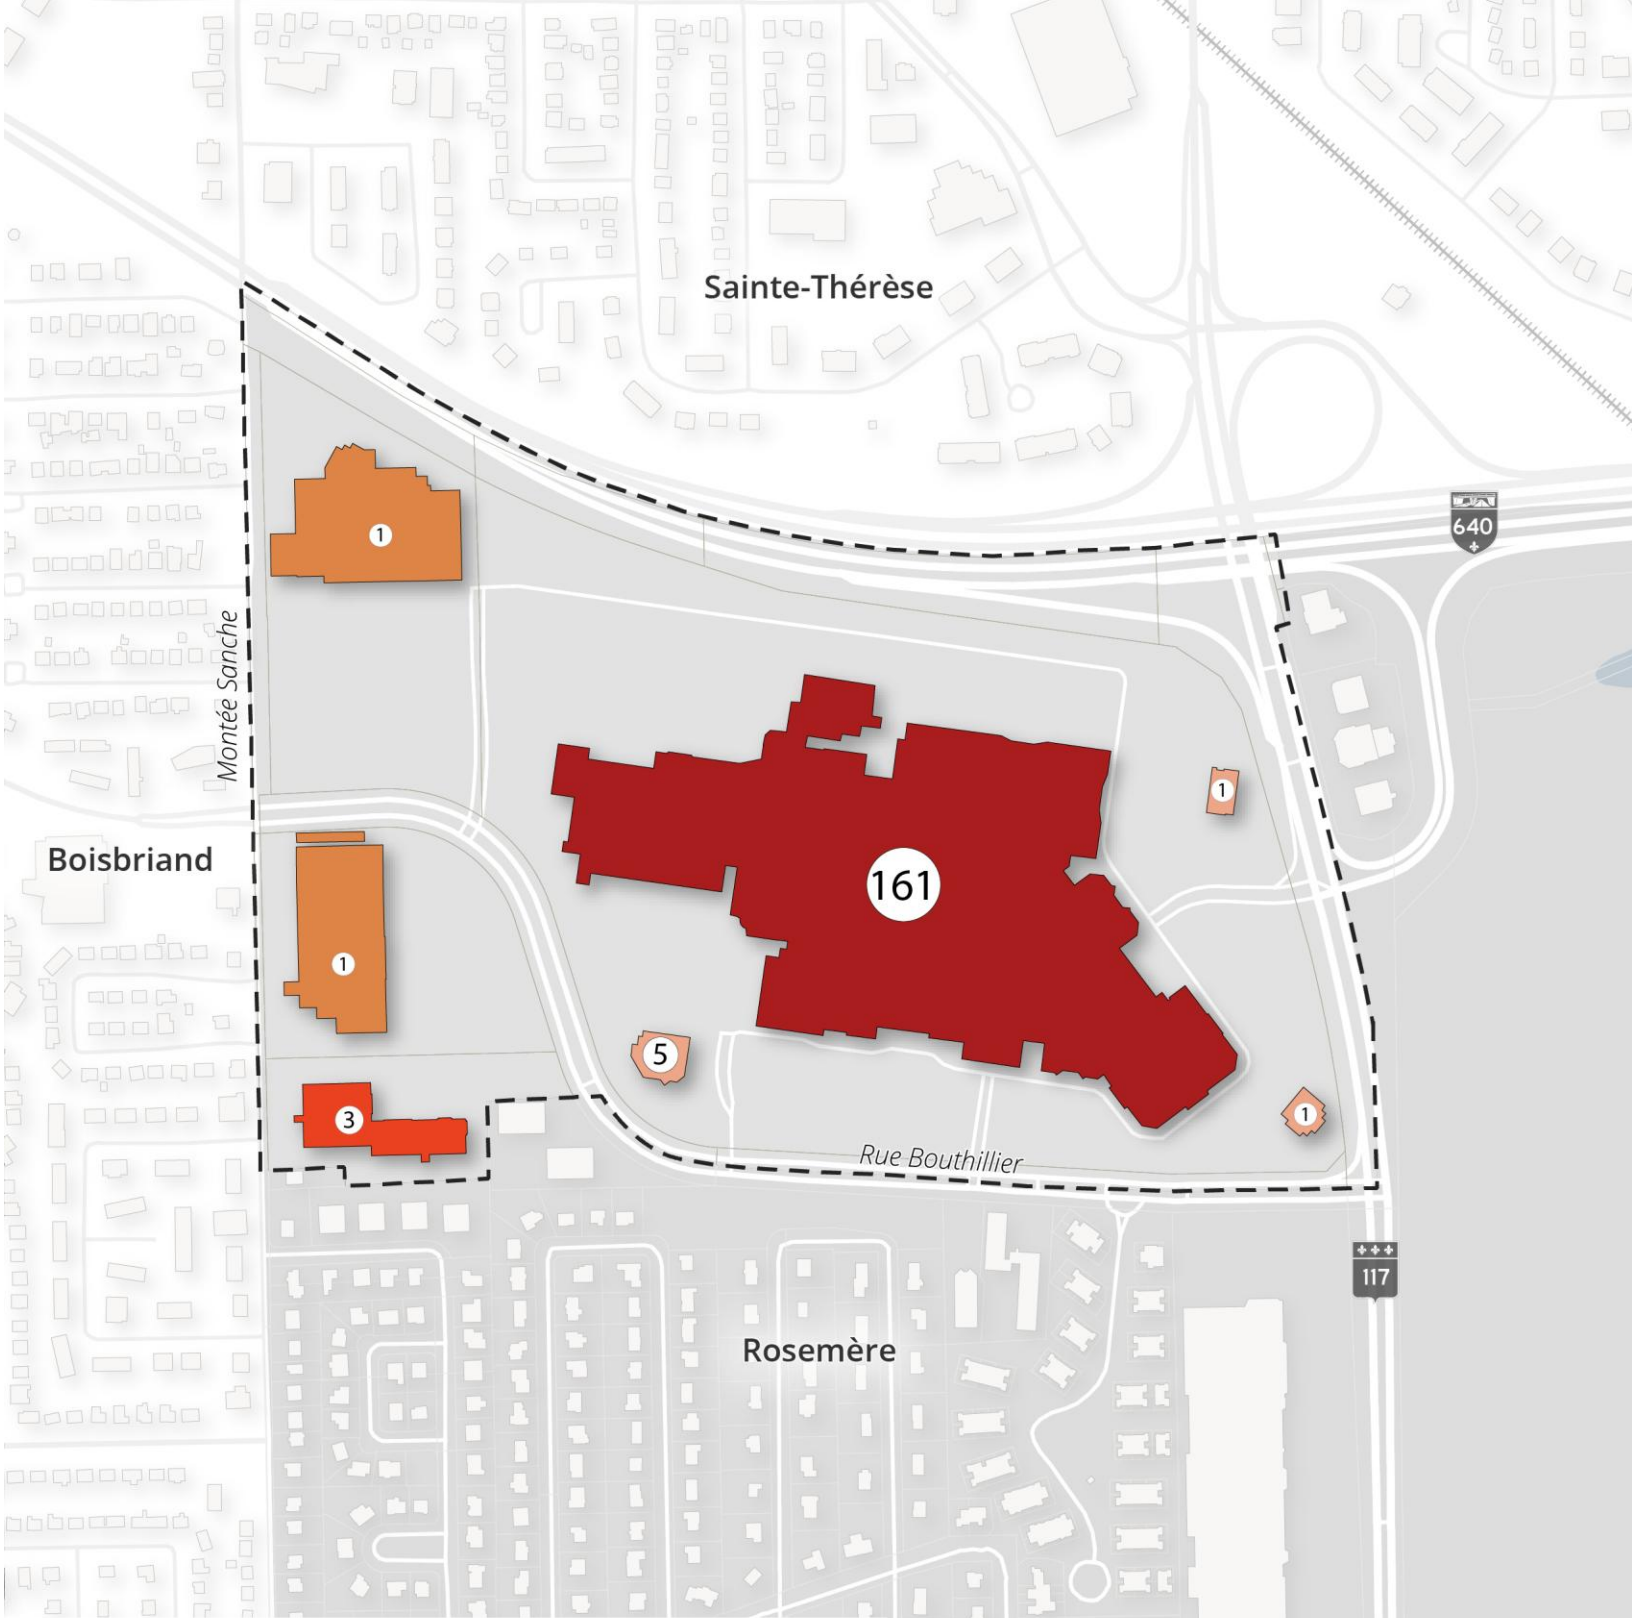 Sainte-Thérèse
640
1
Montée Sanche
1
Boisbriand
161
1
5
3
1
Rue Bouthillier
117
Rosemère